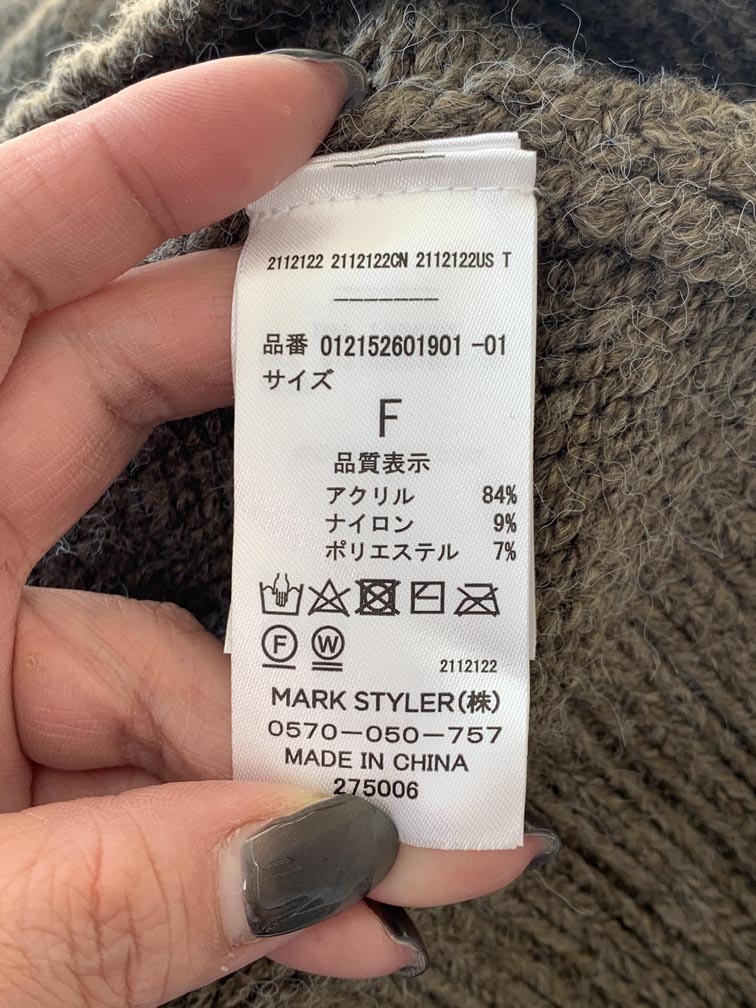 2112122 2112122CN 2112122US T
-------
品番 012152601901 -01
サイズ
F
品質表示
アクリル 84%
ナイロン 9%
ポリエステル 7%
F W
2112122
MARK STYLER(株)
0570-050-757
MADE IN CHINA
275006